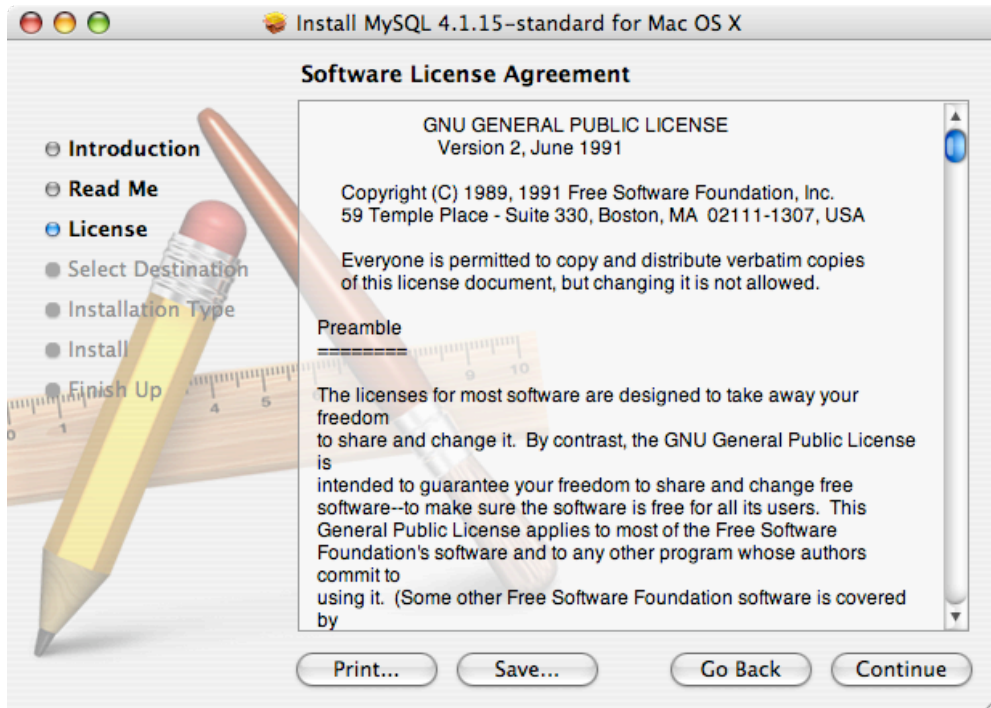 Install MySQL 4.1.15-standard for Mac OS X
Software License Agreement
Introduction
Read Me
License
Select Destination
Installation Type
Install
Finish Up
GNU GENERAL PUBLIC LICENSE
Version 2, June 1991
Copyright (C) 1989, 1991 Free Software Foundation, Inc.
59 Temple Place - Suite 330, Boston, MA 02111-1307, USA
Everyone is permitted to copy and distribute verbatim copies
of this license document, but changing it is not allowed.
Preamble
========
The licenses for most software are designed to take away your
freedom
to share and change it. By contrast, the GNU General Public License
is
intended to guarantee your freedom to share and change free
software--to make sure the software is free for all its users. This
General Public License applies to most of the Free Software
Foundation's software and to any other program whose authors
commit to
using it. (Some other Free Software Foundation software is covered
by
0 1 4 5 9 10
Print... Save... Go Back Continue